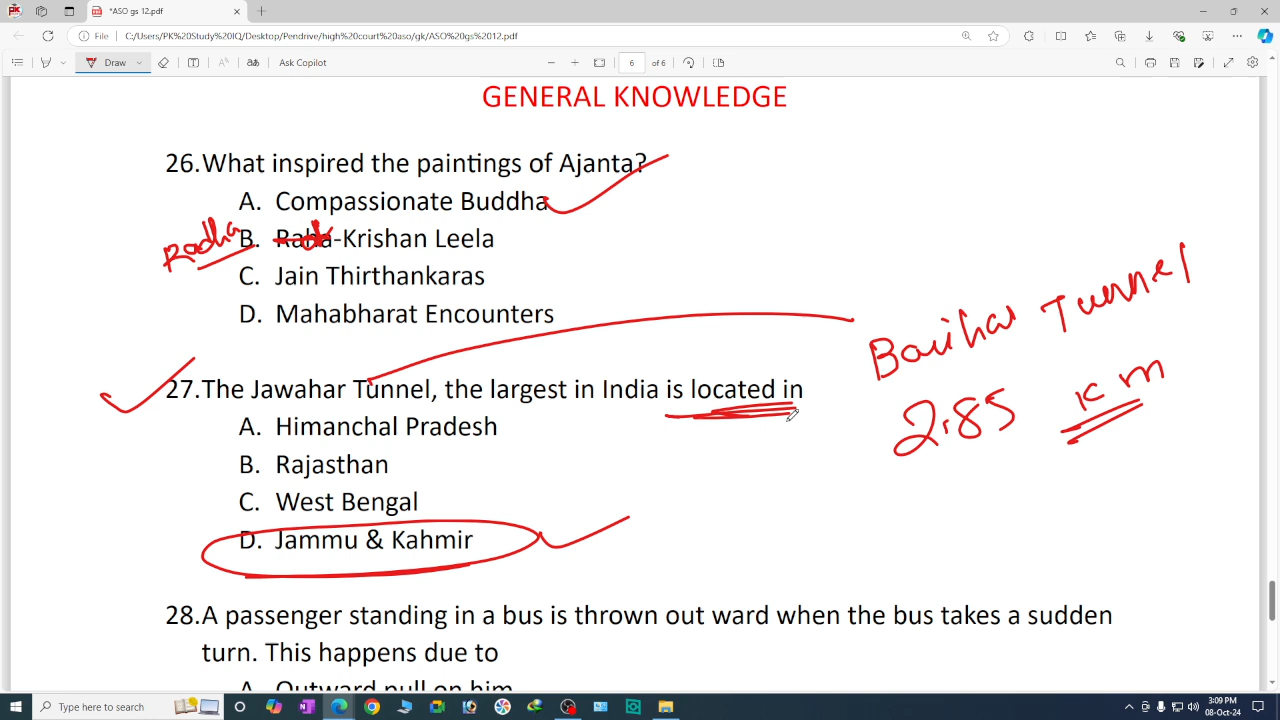 *ASO gs 12.pdf
File C:/Users/PK%20Study%20IQ/Pendrive/high%20court%20aso/gk/ASO%20gs%2012.pdf
Draw Ask Copilot 6 of 6
GENERAL KNOWLEDGE
26.What inspired the paintings of Ajanta?
A. Compassionate Buddha
Radha
B. Raha-Krishan Leela
C. Jain Thirthankaras
D. Mahabharat Encounters
Banihal Tunnel
2.85 km
27.The Jawahar Tunnel, the largest in India is located in
A. Himanchal Pradesh
B. Rajasthan
C. West Bengal
D. Jammu & Kahmir
28.A passenger standing in a bus is thrown out ward when the bus takes a sudden
turn. This happens due to
A. Outward pull on him
Type here to search
3:09 PM
08-Oct-24